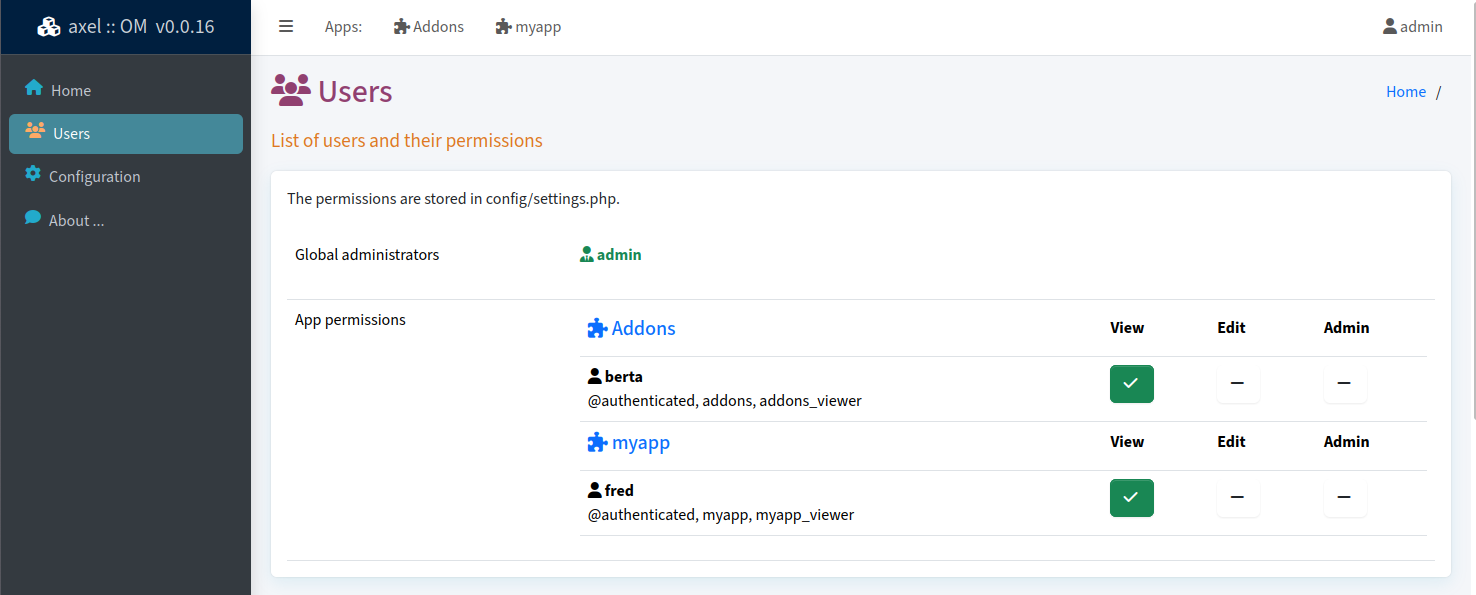 axel :: OM v0.0.16
Apps: Addons myapp admin
Home
Users
Configuration
About ...
Users
Home /
List of users and their permissions
The permissions are stored in config/settings.php.
Global administrators admin
App permissions
Addons View Edit Admin
berta
@authenticated, addons, addons_viewer
myapp View Edit Admin
fred
@authenticated, myapp, myapp_viewer